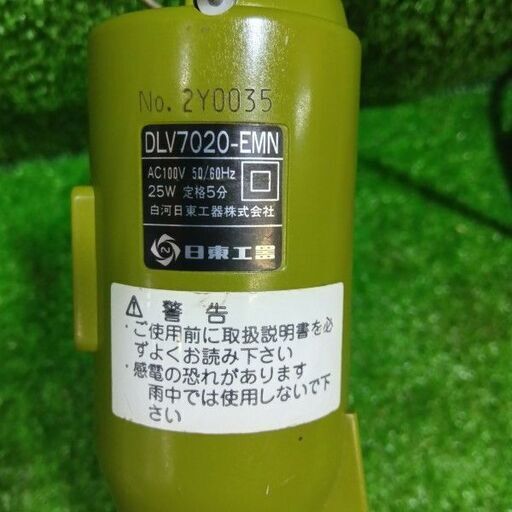 No. 2Y0035
DLV7020-EMN
AC100V 50/60Hz
25W 定格5分
白河日東工器株式会社
日東工器
警告
・ご使用前に取扱説明書を必
ずよくお読み下さい
・感電の恐れがあります
雨中では使用しないで下
さい